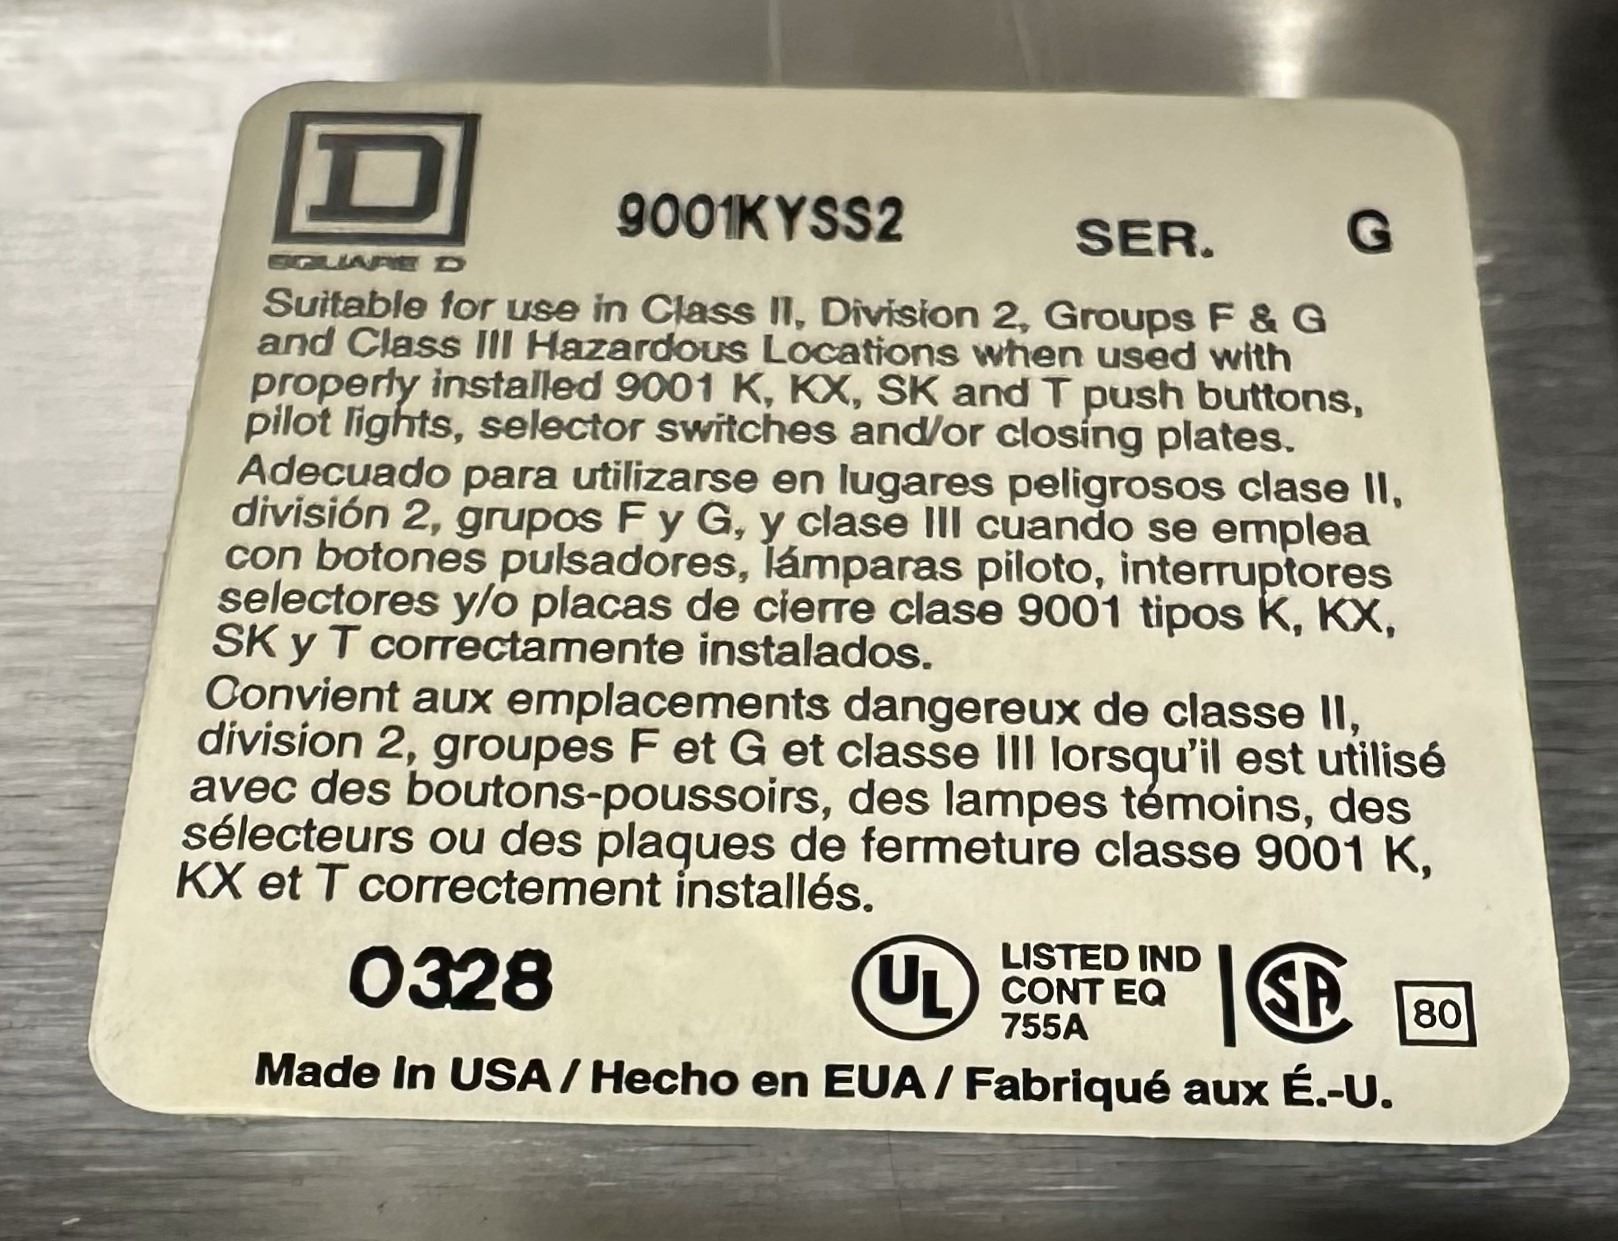 D
SQUARE D
9001KYSS2 SER. G
Suitable for use in Class II, Division 2, Groups F & G
and Class III Hazardous Locations when used with
properly installed 9001 K, KX, SK and T push buttons,
pilot lights, selector switches and/or closing plates.
Adecuado para utilizarse en lugares peligrosos clase II,
división 2, grupos F y G, y clase III cuando se emplea
con botones pulsadores, lámparas piloto, interruptores
selectores y/o placas de cierre clase 9001 tipos K, KX,
SK y T correctamente instalados.
Convient aux emplacements dangereux de classe II,
division 2, groupes F et G et classe III lorsqu'il est utilisé
avec des boutons-poussoirs, des lampes témoins, des
sélecteurs ou des plaques de fermeture classe 9001 K,
KX et T correctement installés.
0328
UL
LISTED IND
CONT EQ
755A
SA
80
Made in USA / Hecho en EUA / Fabriqué aux É.-U.